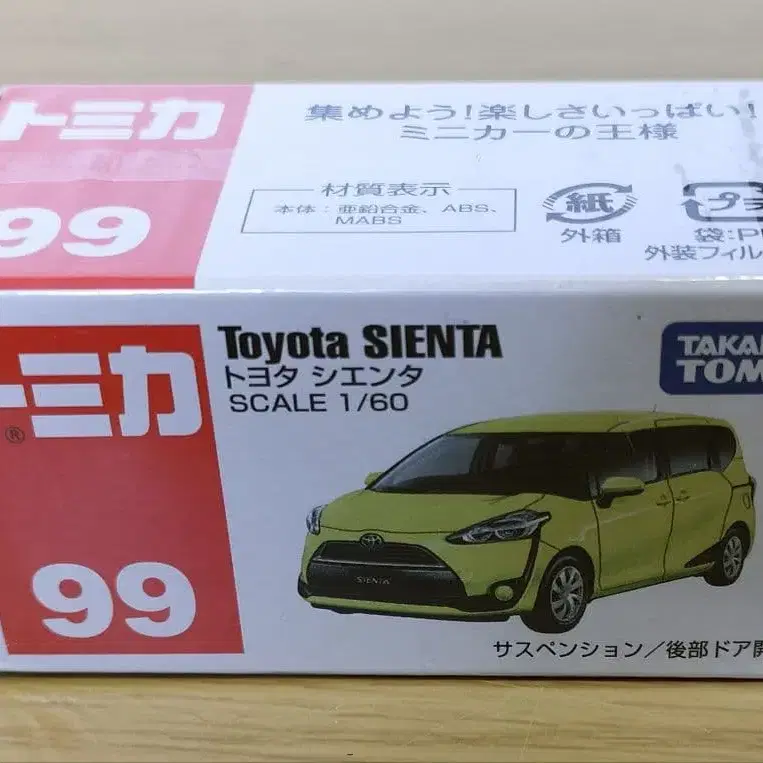 トミカ
集めよう!楽しさいっぱい!
ミニカーの王様
99
材質表示
本体:亜鉛合金、ABS、
MABS
紙
外箱
プラ
袋:P
外装フィル
トミカ
®
99
Toyota SIENTA
トヨタ シエンタ
SCALE 1/60
TAKA
TOM
SIENTA
サスペンション/後部ドア開